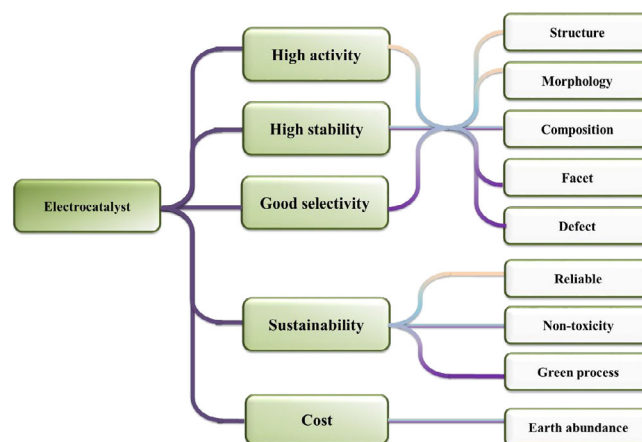 Electrocatalyst
High activity
High stability
Good selectivity
Sustainability
Cost
Structure
Morphology
Composition
Facet
Defect
Reliable
Non-toxicity
Green process
Earth abundance